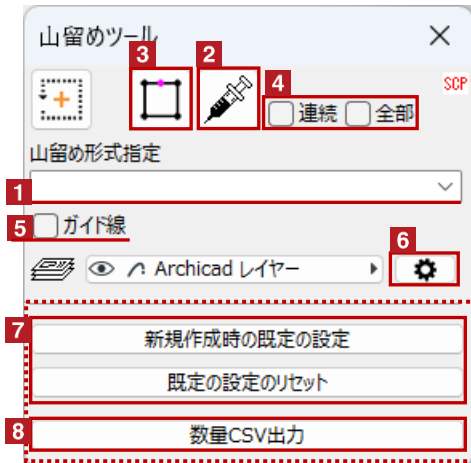 山留めツール
3
2
4
SCP
連続 全部
山留め形式指定
1
5 ガイド線
6
Archicad レイヤー
7
新規作成時の既定の設定
既定の設定のリセット
8 数量CSV出力